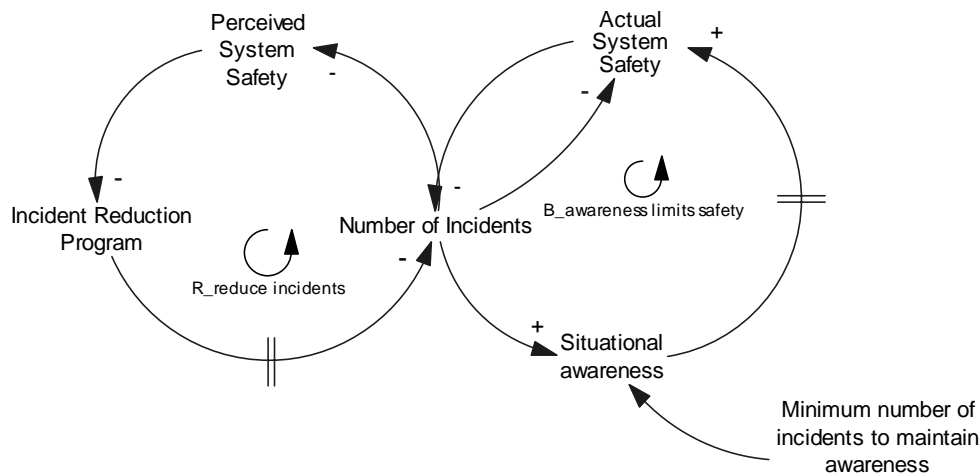 Perceived
System
Safety
-
Actual
System
Safety
+
-
-
Incident Reduction
Program
-
Number of Incidents
-
B_awareness limits safety
R_reduce incidents
+
Situational
awareness
Minimum number of
incidents to maintain
awareness